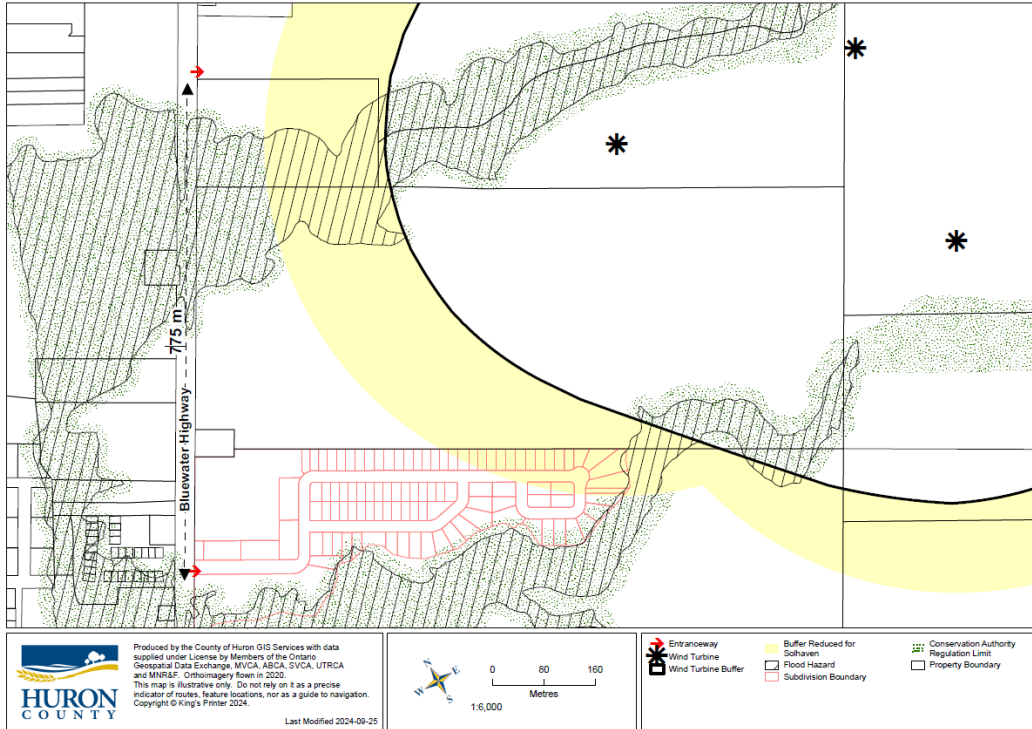 775 m
Bluewater Highway
HURON
COUNTY
Produced by the County of Huron GIS Services with data
supplied under License by Members of the Ontario
Geospatial Data Exchange, MVCA, ABCA, SVCA, UTRCA
and MNR&F. Orthoimagery flown in 2020.
This map is illustrative only. Do not rely on it as a precise
indicator of routes, feature locations, nor as a guide to navigation.
Copyright © King's Printer 2024.
Last Modified 2024-09-25
N
E
W
S
0 80 160
Metres
1:6,000
Entranceway
Wind Turbine
Wind Turbine Buffer
Buffer Reduced for
Solhaven
Flood Hazard
Subdivision Boundary
Conservation Authority
Regulation Limit
Property Boundary